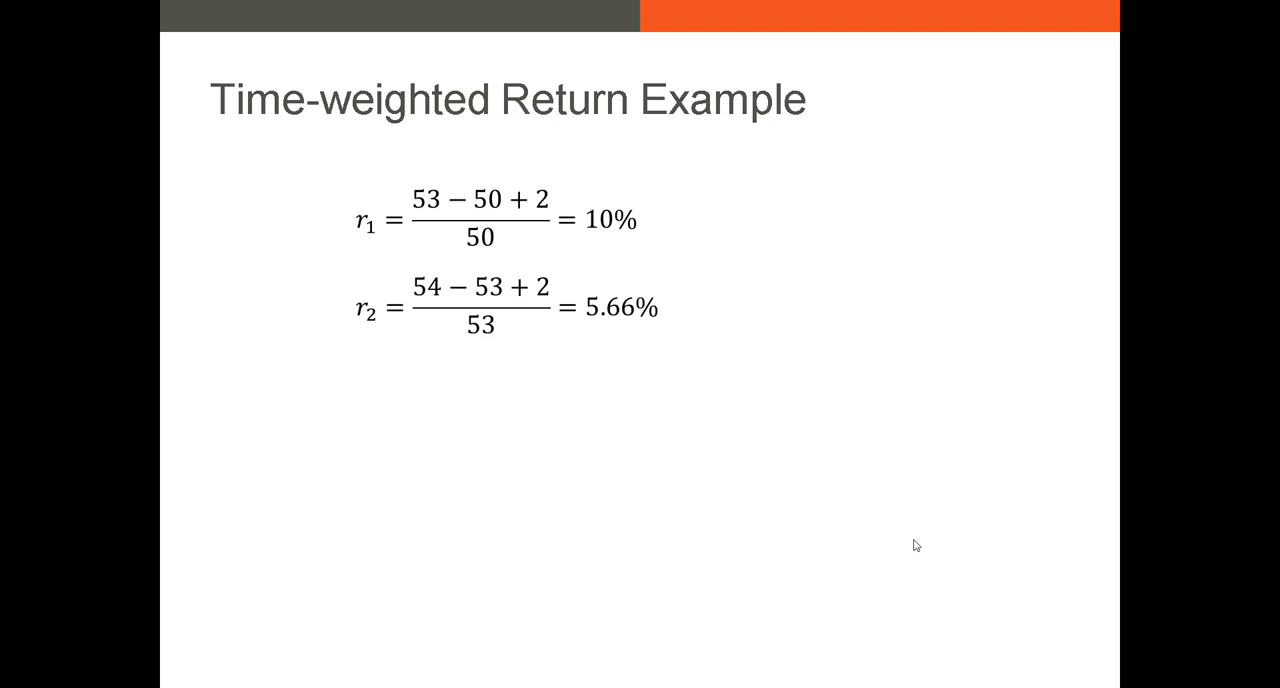 Time-weighted Return Example
r₁ = (53 − 50 + 2)/50 = 10%
r₂ = (54 − 53 + 2)/53 = 5.66%